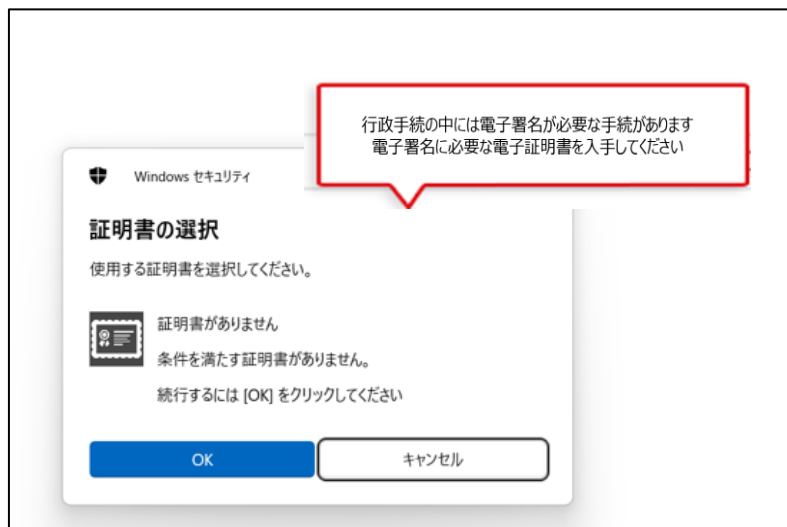 行政手続の中には電子署名が必要な手続があります
電子署名に必要な電子証明書を入手してください
Windows セキュリティ
証明書の選択
使用する証明書を選択してください。
証明書がありません
条件を満たす証明書がありません。
続行するには [OK] をクリックしてください
OK
キャンセル